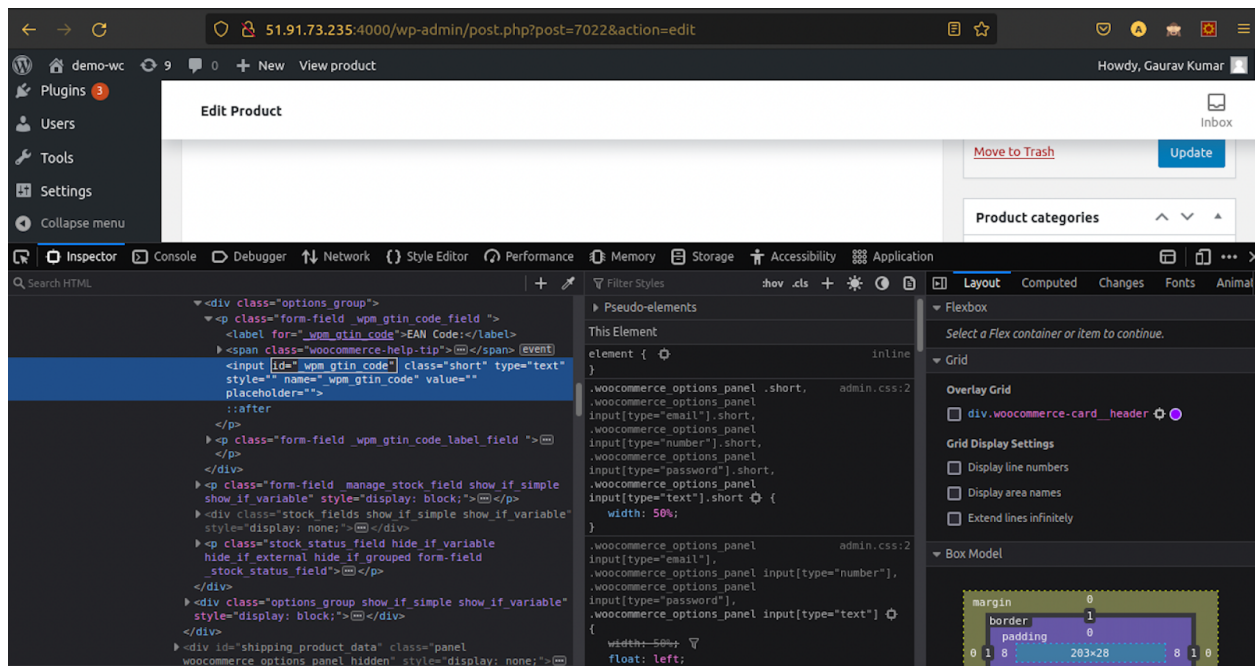 51.91.73.235:4000/wp-admin/post.php?post=7022&action=edit
A
demo-wc 9 0 New View product Howdy, Gaurav Kumar
Plugins 3
Users
Tools
Settings
Collapse menu
Edit Product
Inbox
Move to Trash
Update
Product categories
Inspector Console Debugger Network Style Editor Performance Memory Storage Accessibility Application
Search HTML
<div class="options_group">
<p class="form-field _wpm_gtin_code_field ">
<label for="_wpm_gtin_code">EAN Code:</label>
<span class="woocommerce-help-tip"></span> event
<input id="_wpm_gtin_code" class="short" type="text"
style="" name="_wpm_gtin_code" value=""
placeholder="">
::after
</p>
<p class="form-field _wpm_gtin_code_label_field ">
</p>
</div>
<p class="form-field _manage_stock_field show_if_simple
show_if_variable" style="display: block;"></p>
<div class="stock_fields show_if_simple show_if_variable"
style="display: none;"></div>
<p class="stock_status_field hide_if_variable
hide_if_external hide_if_grouped form-field
_stock_status_field"></p>
</div>
<div class="options_group show_if_simple show_if_variable"
style="display: block;"></div>
</div>
<div id="shipping_product_data" class="panel
woocommerce_options_panel hidden" style="display: none;">
Filter Styles :hov .cls
Pseudo-elements
This Element
element { inline
}
.woocommerce_options_panel .short, admin.css:2
.woocommerce_options_panel
input[type="email"].short,
.woocommerce_options_panel
input[type="number"].short,
.woocommerce_options_panel
input[type="password"].short,
.woocommerce_options_panel
input[type="text"].short {
width: 50%;
}
.woocommerce_options_panel admin.css:2
input[type="email"],
.woocommerce_options_panel input[type="number"],
.woocommerce_options_panel
input[type="password"],
.woocommerce_options_panel input[type="text"]
{
width: 50%;
float: left;
Layout Computed Changes Fonts Animat
Flexbox
Select a Flex container or item to continue.
Grid
Overlay Grid
div.woocommerce-card__header
Grid Display Settings
Display line numbers
Display area names
Extend lines infinitely
Box Model
margin 0
border 1
padding 0
0 1 8 203×28 8 1 0